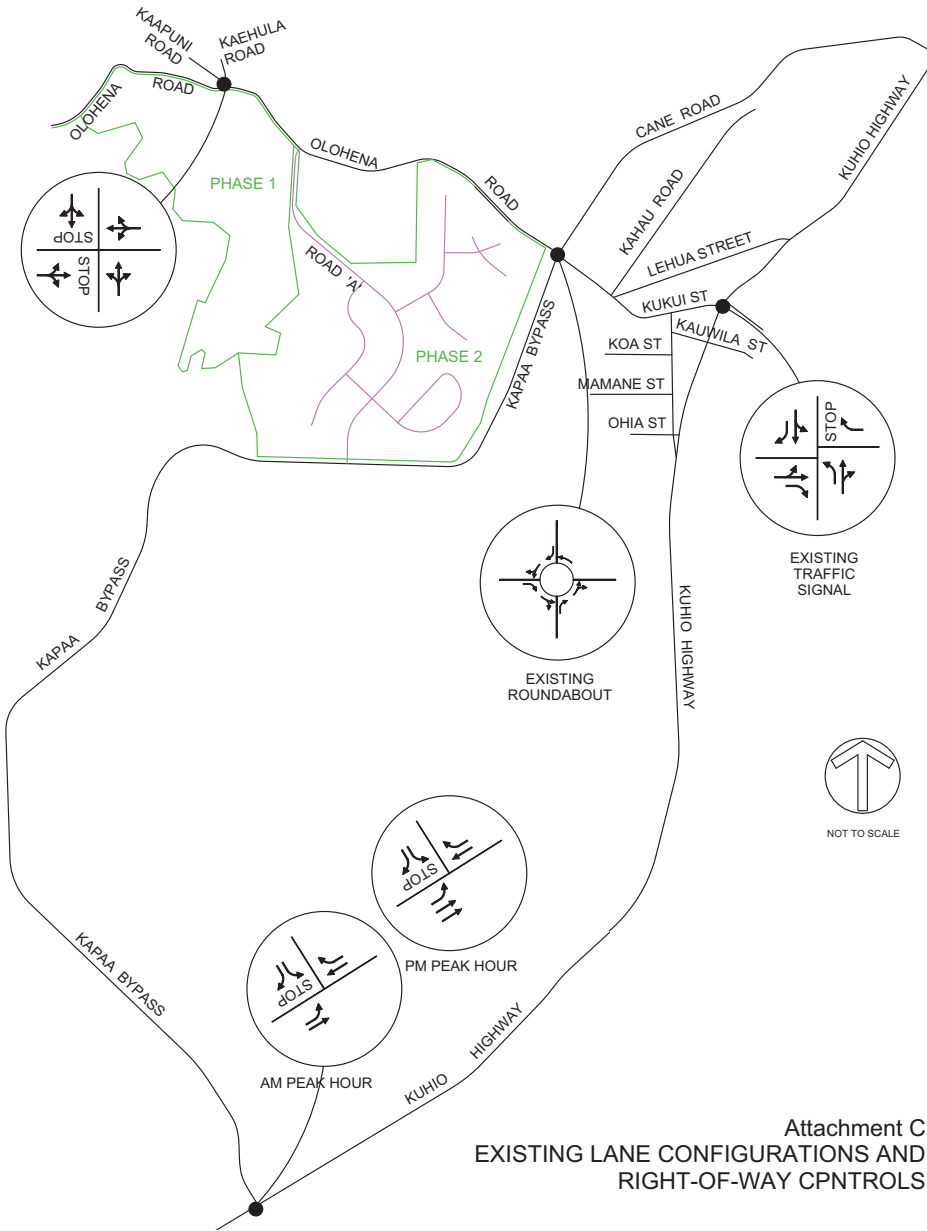 KAAPUNI
ROAD
KAEHULA
ROAD
OLOHENA
ROAD
OLOHENA
ROAD
CANE ROAD
KUHIO HIGHWAY
KAHAU ROAD
LEHUA STREET
KUKUI ST
KAUWILA ST
KOA ST
MAMANE ST
OHIA ST
PHASE 1
ROAD 'A'
PHASE 2
KAPAA BYPASS
STOP
STOP
STOP
EXISTING
TRAFFIC
SIGNAL
EXISTING
ROUNDABOUT
KAPAA
BYPASS
KUHIO HIGHWAY
NOT TO SCALE
STOP
PM PEAK HOUR
STOP
AM PEAK HOUR
KAPAA BYPASS
KUHIO
HIGHWAY
Attachment C
EXISTING LANE CONFIGURATIONS AND
RIGHT-OF-WAY CPNTROLS